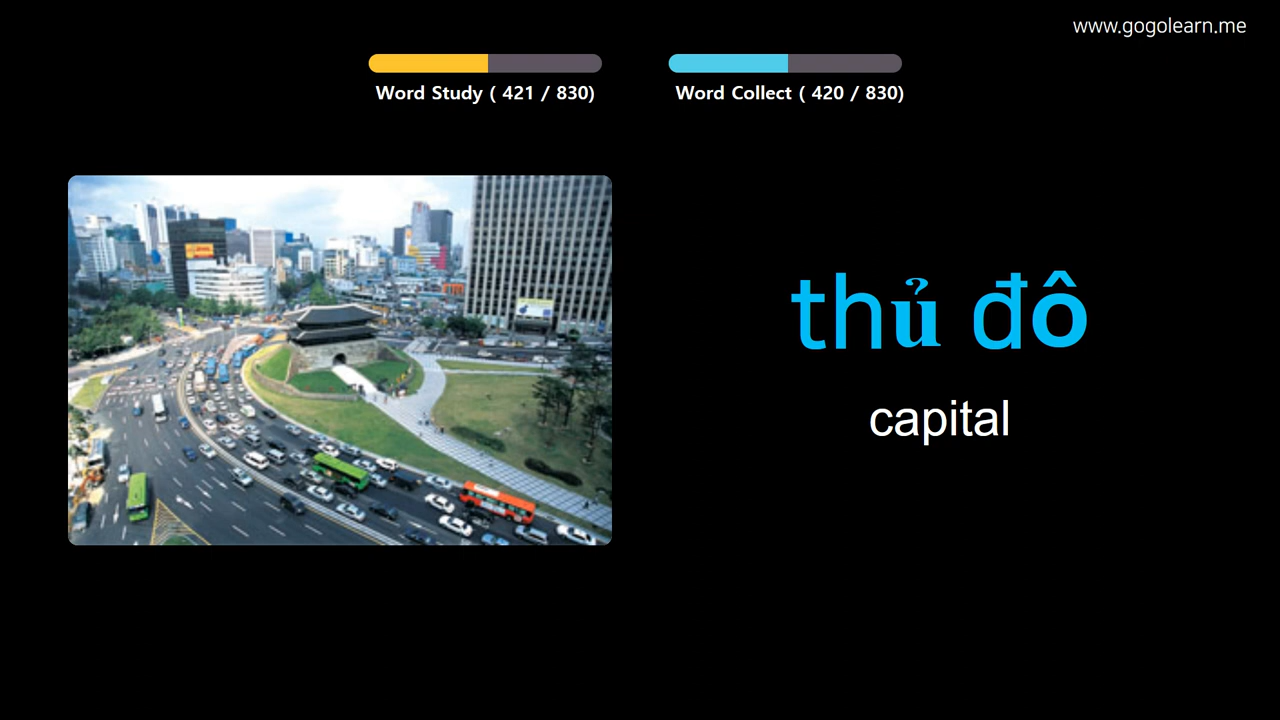 www.gogolearn.me
Word Study ( 421 / 830)
Word Collect ( 420 / 830)
thủ đô
capital